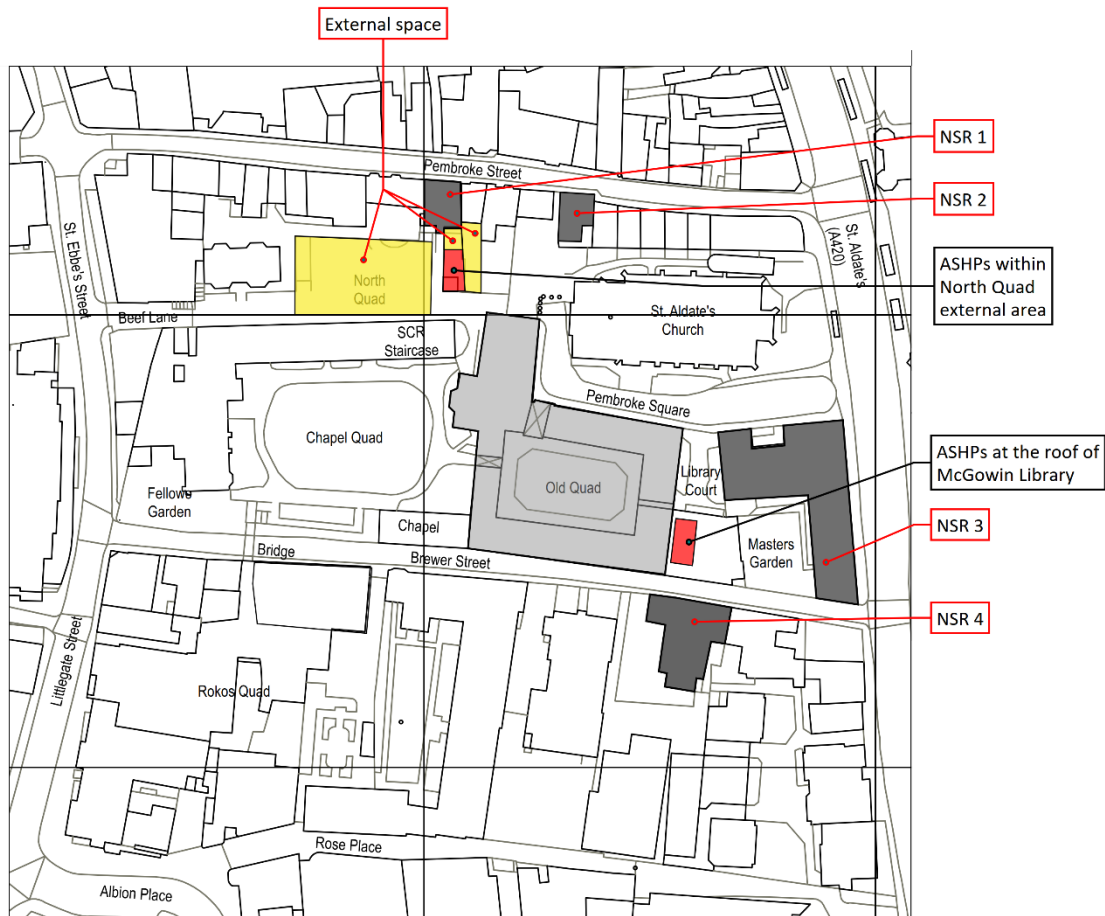 External space
NSR 1
Pembroke Street
NSR 2
St. Ebbe's Street
St. Aldate's
(A420)
ASHPs within
North Quad
external area
North
Quad
Beef Lane
St. Aldate's
Church
SCR
Staircase
Pembroke Square
Chapel Quad
ASHPs at the roof of
McGowin Library
Library
Court
Old Quad
Fellows
Garden
Chapel
NSR 3
Masters
Garden
Bridge
Brewer Street
NSR 4
Littlegate Street
Rokos Quad
Rose Place
Albion Place